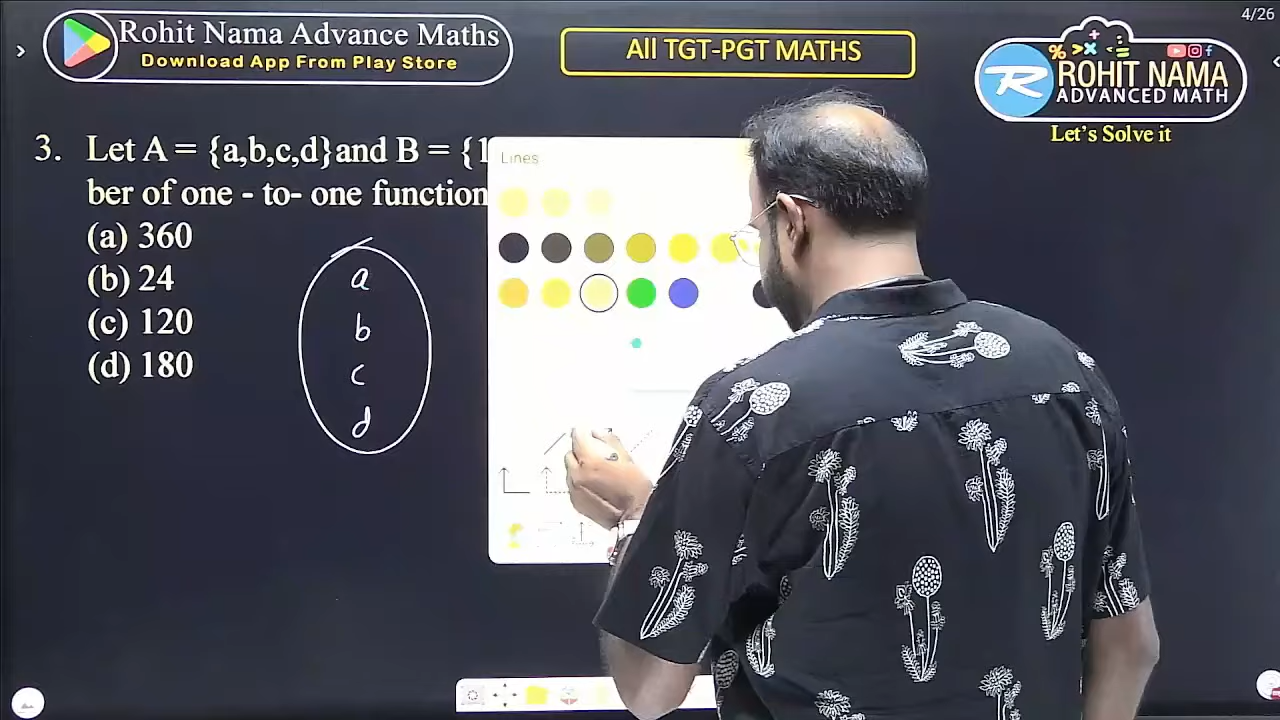 4/26
Rohit Nama Advance Maths
Download App From Play Store
All TGT-PGT MATHS
ROHIT NAMA
ADVANCED MATH
Let's Solve it
3. Let A = {a,b,c,d}and B = {1
ber of one - to- one function
(a) 360
(b) 24
(c) 120
(d) 180
a
b
c
d
Lines